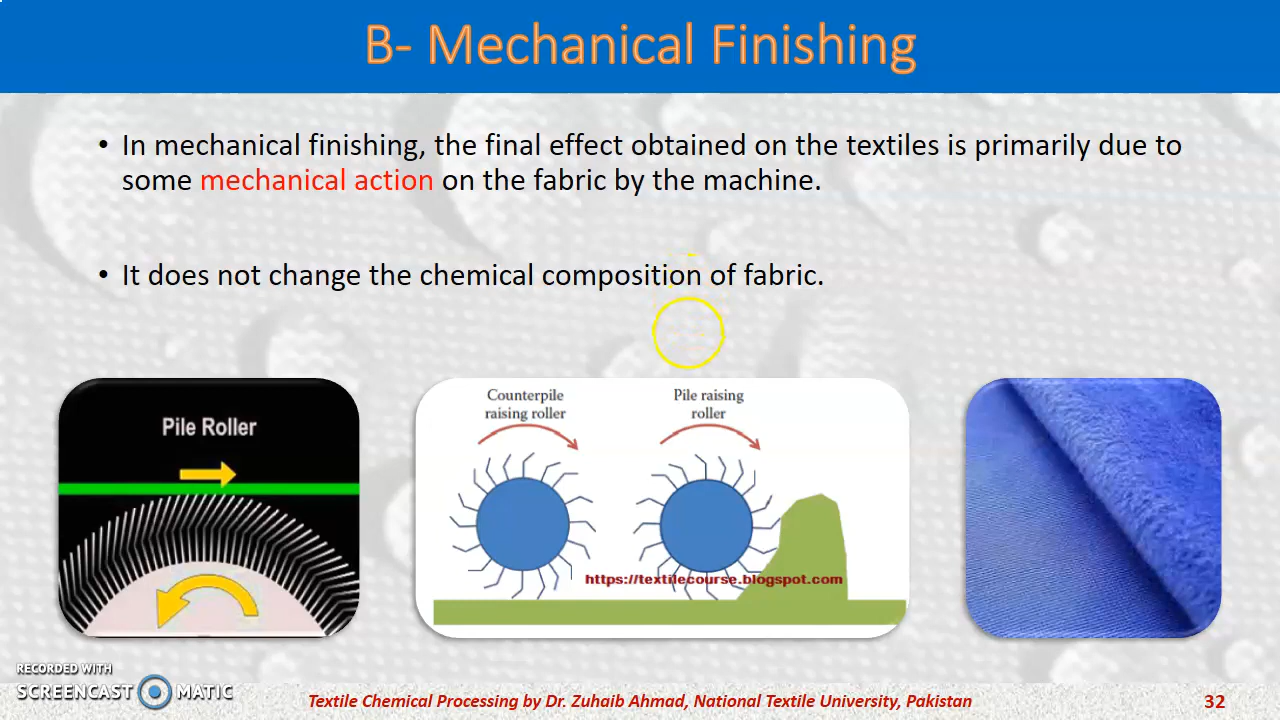 B- Mechanical Finishing
• In mechanical finishing, the final effect obtained on the textiles is primarily due to
some mechanical action on the fabric by the machine.
• It does not change the chemical composition of fabric.
Pile Roller
Counterpile
raising roller
Pile raising
roller
https://textilecourse.blogspot.com
RECORDED WITH
SCREENCAST MATIC
Textile Chemical Processing by Dr. Zuhaib Ahmad, National Textile University, Pakistan
32